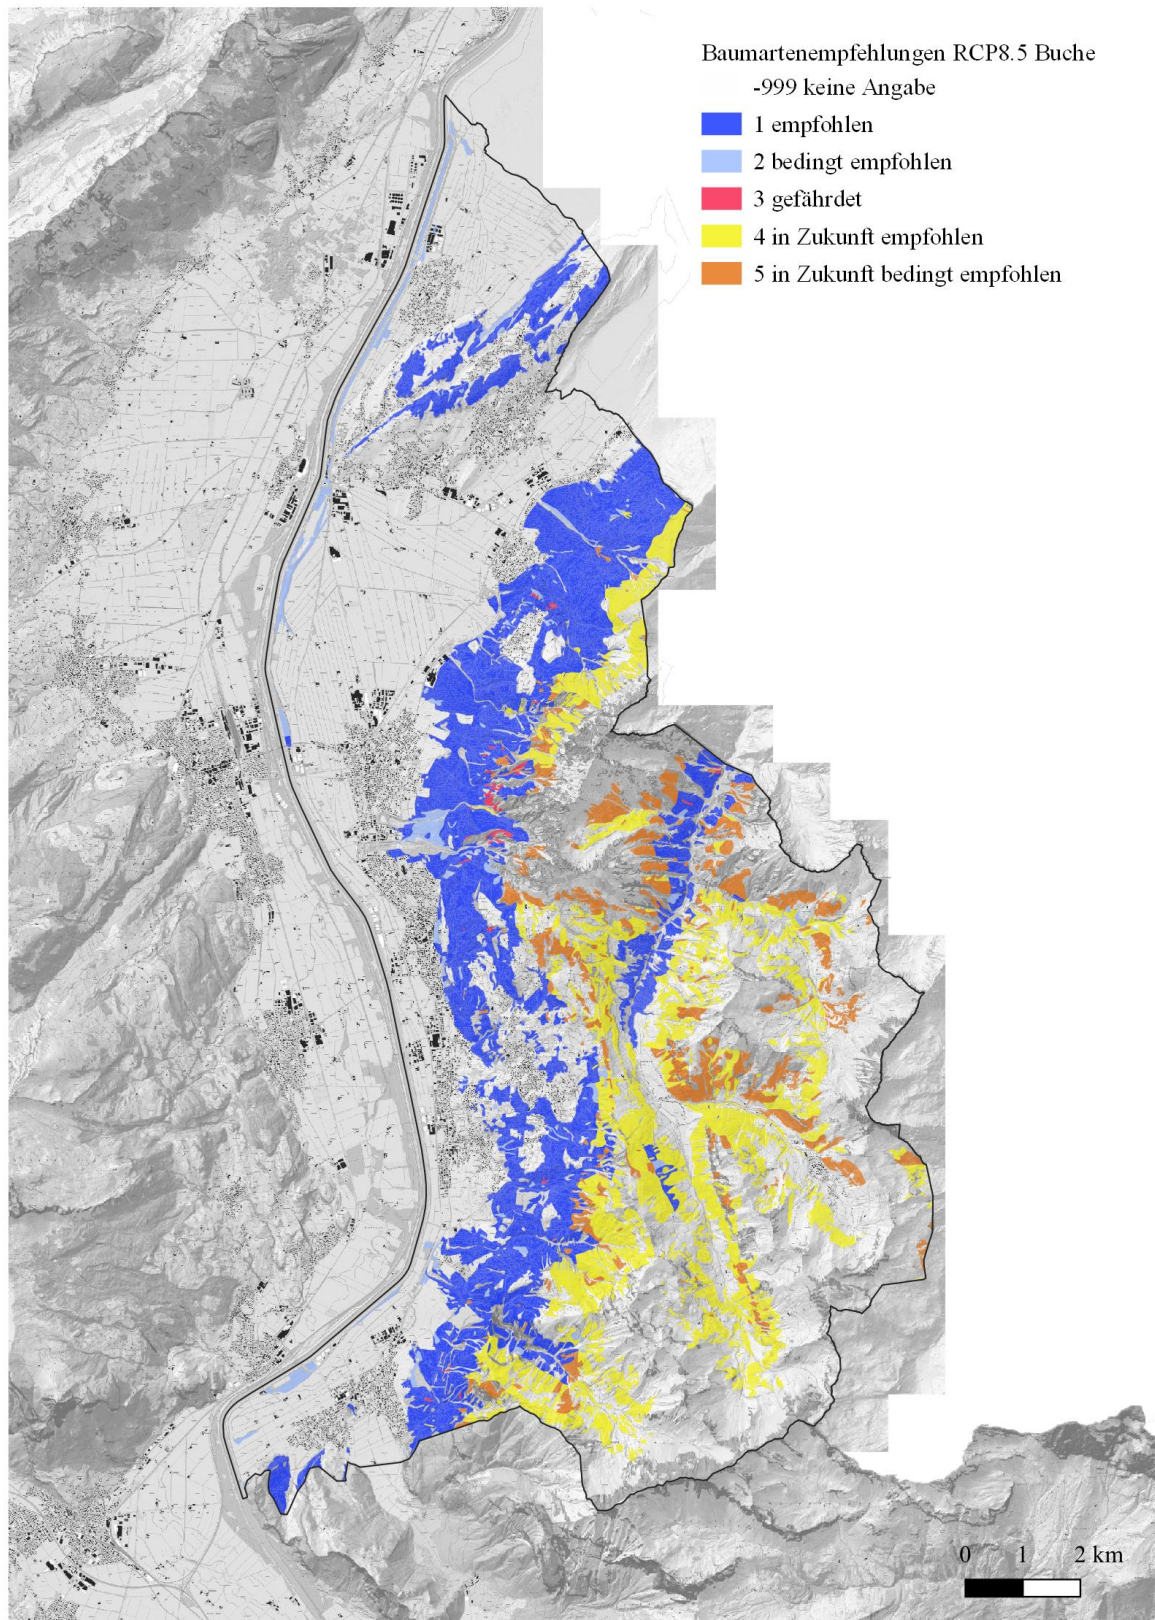 Baumartenempfehlungen RCP8.5 Buche
-999 keine Angabe
1 empfohlen
2 bedingt empfohlen
3 gefährdet
4 in Zukunft empfohlen
5 in Zukunft bedingt empfohlen
0 1 2 km